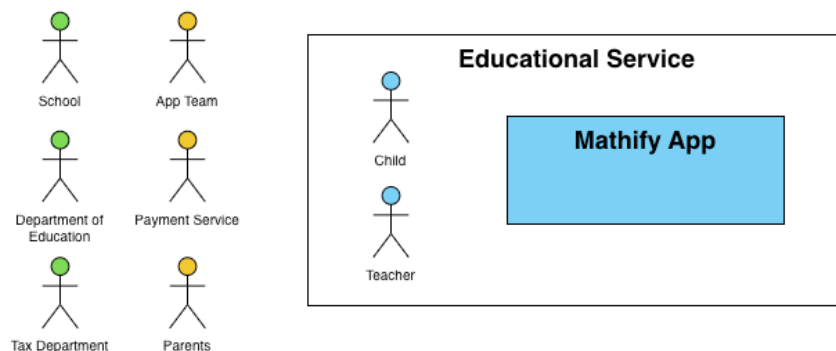 School
App Team
Department of
Education
Payment Service
Tax Department
Parents
Educational Service
Child
Teacher
Mathify App